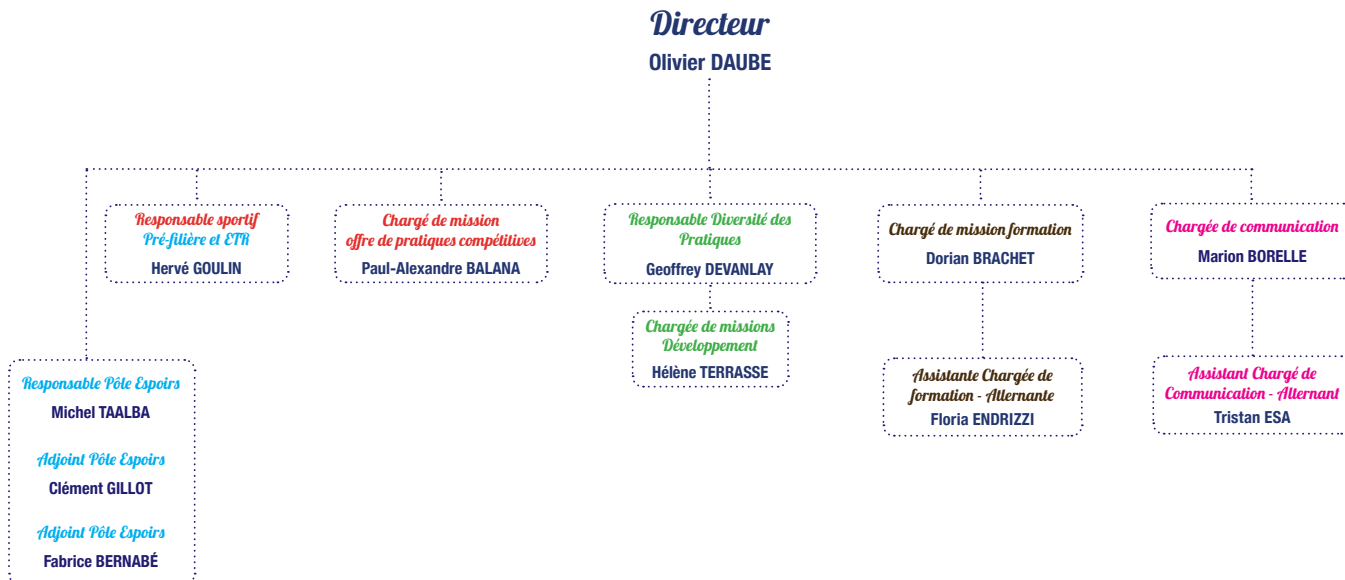 Directeur
Olivier DAUBE
Responsable sportif
Pré-filière et ETR
Hervé GOULIN
Chargé de mission
offre de pratiques compétitives
Paul-Alexandre BALANA
Responsable Diversité des
Pratiques
Geoffrey DEVANLAY
Chargé de mission formation
Dorian BRACHET
Chargée de communication
Marion BORELLE
Chargée de missions
Développement
Hélène TERRASSE
Assistante Chargée de
formation - Alternante
Floria ENDRIZZI
Assistant Chargé de
Communication - Alternant
Tristan ESA
Responsable Pôle Espoirs
Michel TAALBA
Adjoint Pôle Espoirs
Clément GILLOT
Adjoint Pôle Espoirs
Fabrice BERNABÉ